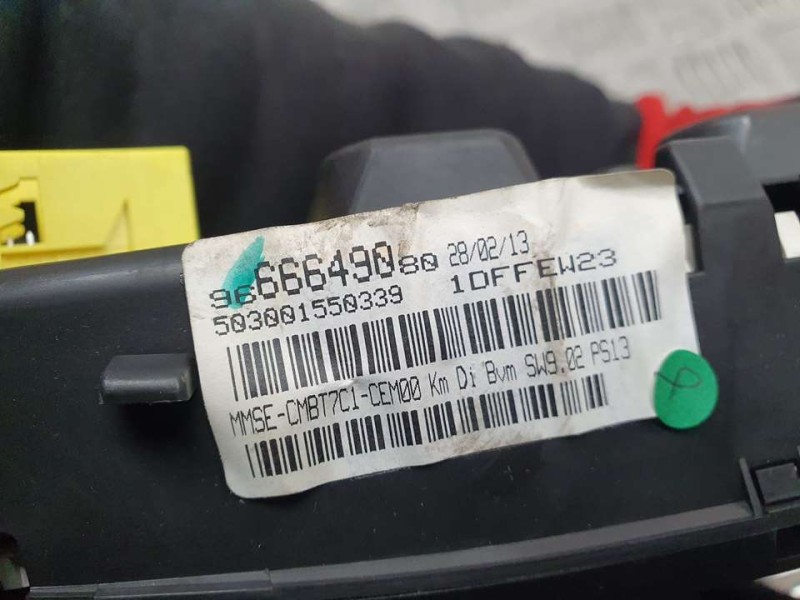 9666649080 28/02/13
503001550339 1DFFEW23
MMSE-CMBT7C1-CEM00 Km Di Bvm SW9.02 PS13